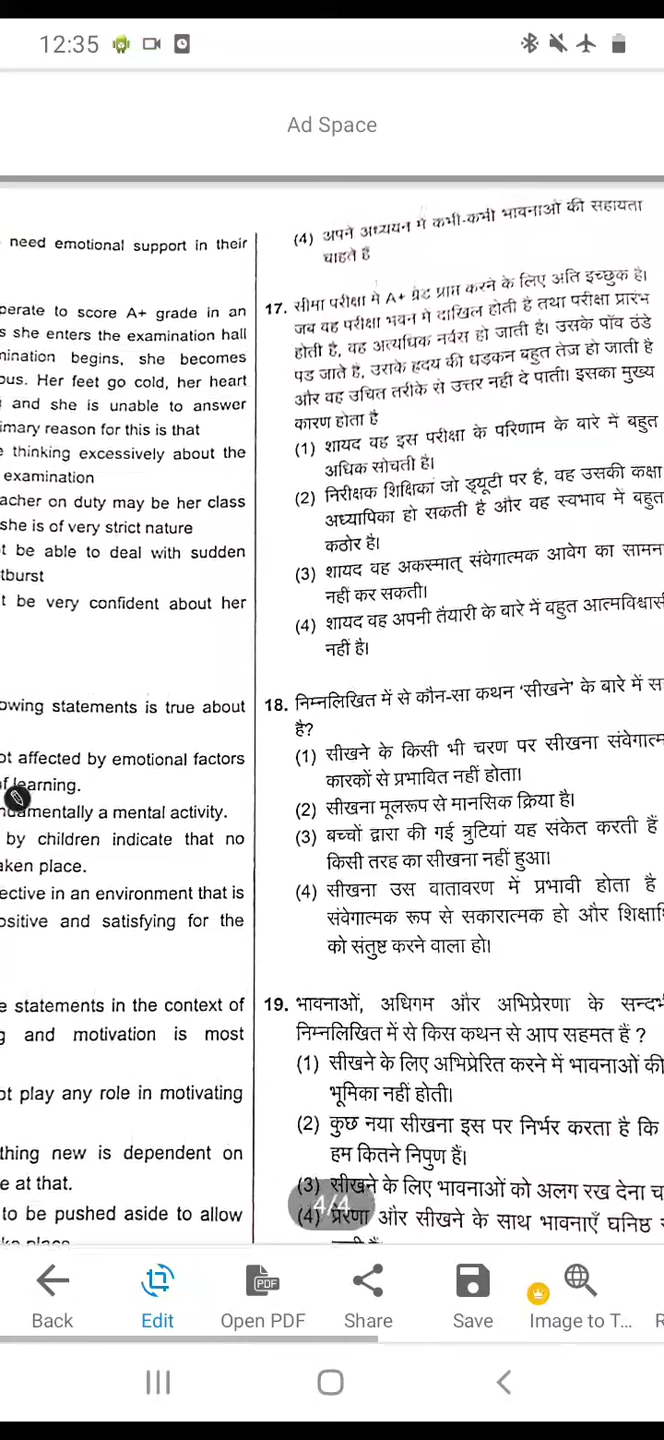 12:35
Ad Space
need emotional support in their
perate to score A+ grade in an
s she enters the examination hall
nination begins, she becomes
ous. Her feet go cold, her heart
and she is unable to answer
imary reason for this is that
e thinking excessively about the
examination
acher on duty may be her class
she is of very strict nature
t be able to deal with sudden
tburst
t be very confident about her
owing statements is true about
ot affected by emotional factors
f learning.
ndamentally a mental activity.
by children indicate that no
aken place.
ective in an environment that is
ositive and satisfying for the
e statements in the context of
g and motivation is most
ot play any role in motivating
thing new is dependent on
e at that.
to be pushed aside to allow
(4) अपने अध्ययन में कभी-कभी भावनाओं की सहायता
चाहते हैं
17. सीमा परीक्षा में A+ ग्रेट प्राप्त करने के लिए अति इच्छुक है।
जब वह परीक्षा भवन में दाखिल होती है तथा परीक्षा प्रारंभ
होती है, वह अत्यधिक नर्वस हो जाती है। उसके पाँव ठंडे
पड जाते है, उराके ह्रदय की धडकन बहुत तेज हो जाती है
और वह उचित तरीके से उत्तर नहीं दे पाती। इसका मुख्य
कारण होता है
(1) शायद वह इस परीक्षा के परिणाम के बारे में बहुत
अधिक सोचती है।
(2) निरीक्षक शिक्षिकां जो ड्यूटी पर है, वह उसकी कक्षा
अध्यापिका हो सकती है और वह स्वभाव में बहुत
कठोर है।
(3) शायद वह अकस्मात् संवेगात्मक आवेग का सामन
नहीं कर सकती।
(4) शायद वह अपनी तैयारी के बारे में बहुत आत्मविश्वास
नहीं है।
18. निम्नलिखित में से कौन-सा कथन ‘सीखने’ के बारे में स
है?
(1) सीखने के किसी भी चरण पर सीखना संवेगात्म
कारकों से प्रभावित नहीं होता।
(2) सीखना मूलरूप से मानसिक क्रिया है।
(3) बच्चों द्वारा की गई त्रुटियां यह संकेत करती हैं
किसी तरह का सीखना नहीं हुआ।
(4) सीखना उस वातावरण में प्रभावी होता है
संवेगात्मक रूप से सकारात्मक हो और शिक्षार्थि
को संतुष्ट करने वाला हो।
19. भावनाओं, अधिगम और अभिप्रेरणा के सन्दर्भ
निम्नलिखित में से किस कथन से आप सहमत हैं ?
(1) सीखने के लिए अभिप्रेरित करने में भावनाओं की
भूमिका नहीं होती।
(2) कुछ नया सीखना इस पर निर्भर करता है कि
हम कितने निपुण हैं।
(3) सीखने के लिए भावनाओं को अलग रख देना च
(4) प्रेरणा और सीखने के साथ भावनाएँ घनिष्ठ
4/4
Back
Edit
Open PDF
Share
Save
Image to T...
R